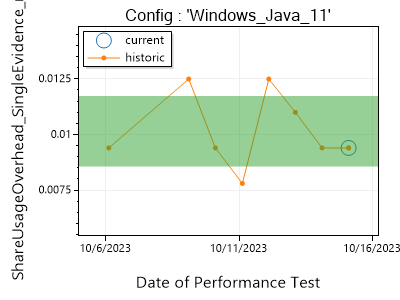 Config : 'Windows_Java_11'
current
historic
ShareUsageOverhead_SingleEvidence_
0.0125
0.01
0.0075
10/6/2023
10/11/2023
10/16/2023
Date of Performance Test